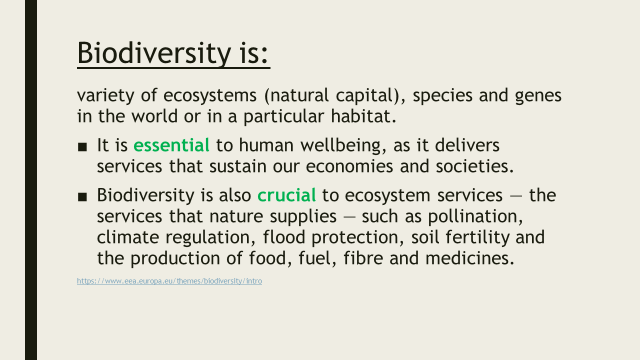 Biodiversity is:
variety of ecosystems (natural capital), species and genes
in the world or in a particular habitat.
■ It is essential to human wellbeing, as it delivers
services that sustain our economies and societies.
■ Biodiversity is also crucial to ecosystem services — the
services that nature supplies — such as pollination,
climate regulation, flood protection, soil fertility and
the production of food, fuel, fibre and medicines.
https://www.eea.europa.eu/themes/biodiversity/intro